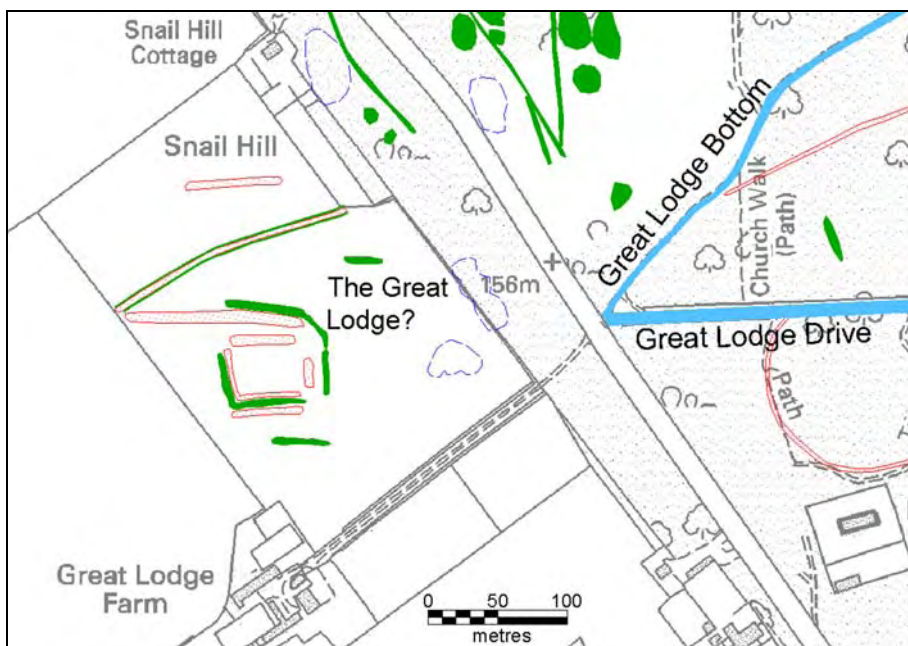 Snail Hill
Cottage
Snail Hill
The Great
Lodge?
156m
Great Lodge Bottom
Church Walk
(Path)
Great Lodge Drive
Path
Great Lodge
Farm
0 50 100
metres